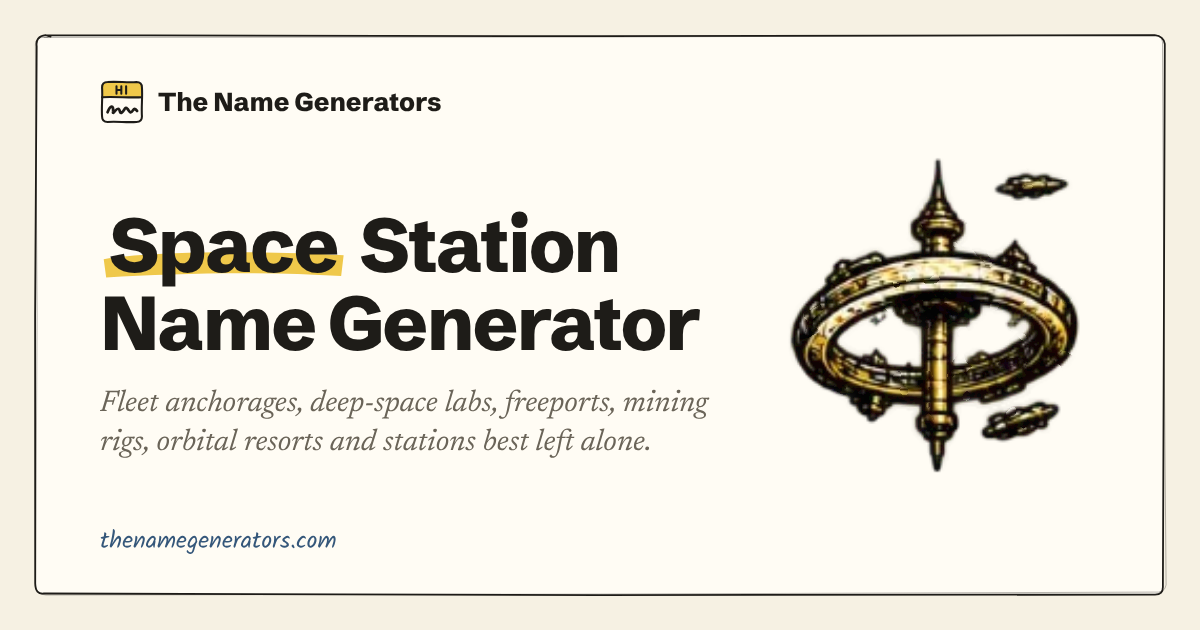 HI
The Name Generators
Space Station
Name Generator
Fleet anchorages, deep-space labs, freeports, mining
rigs, orbital resorts and stations best left alone.
thenamegenerators.com